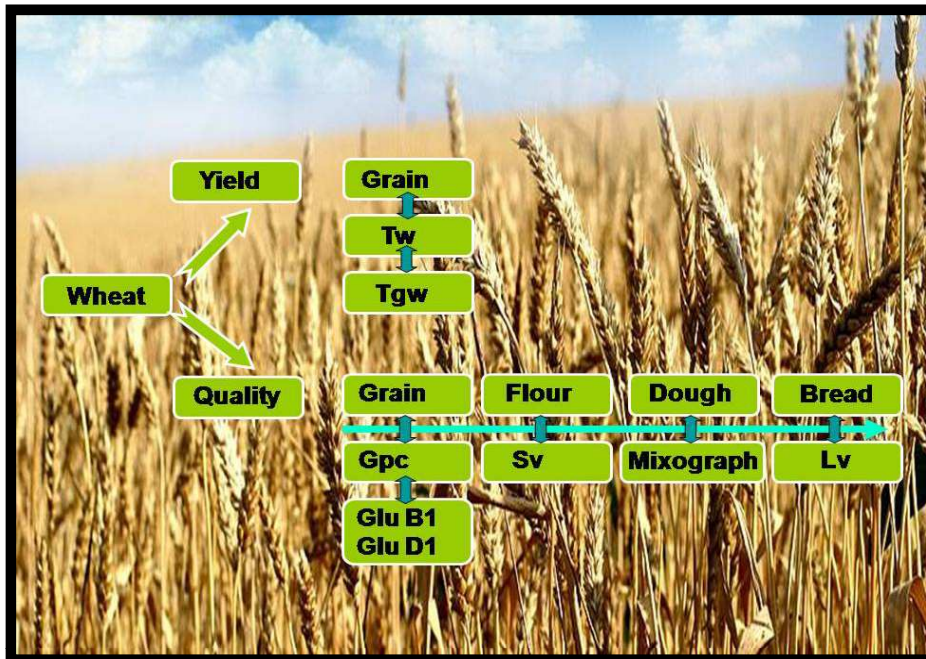 Yield
Grain
Tw
Wheat
Tgw
Quality
Grain
Flour
Dough
Bread
Gpc
Sv
Mixograph
Lv
Glu B1
Glu D1